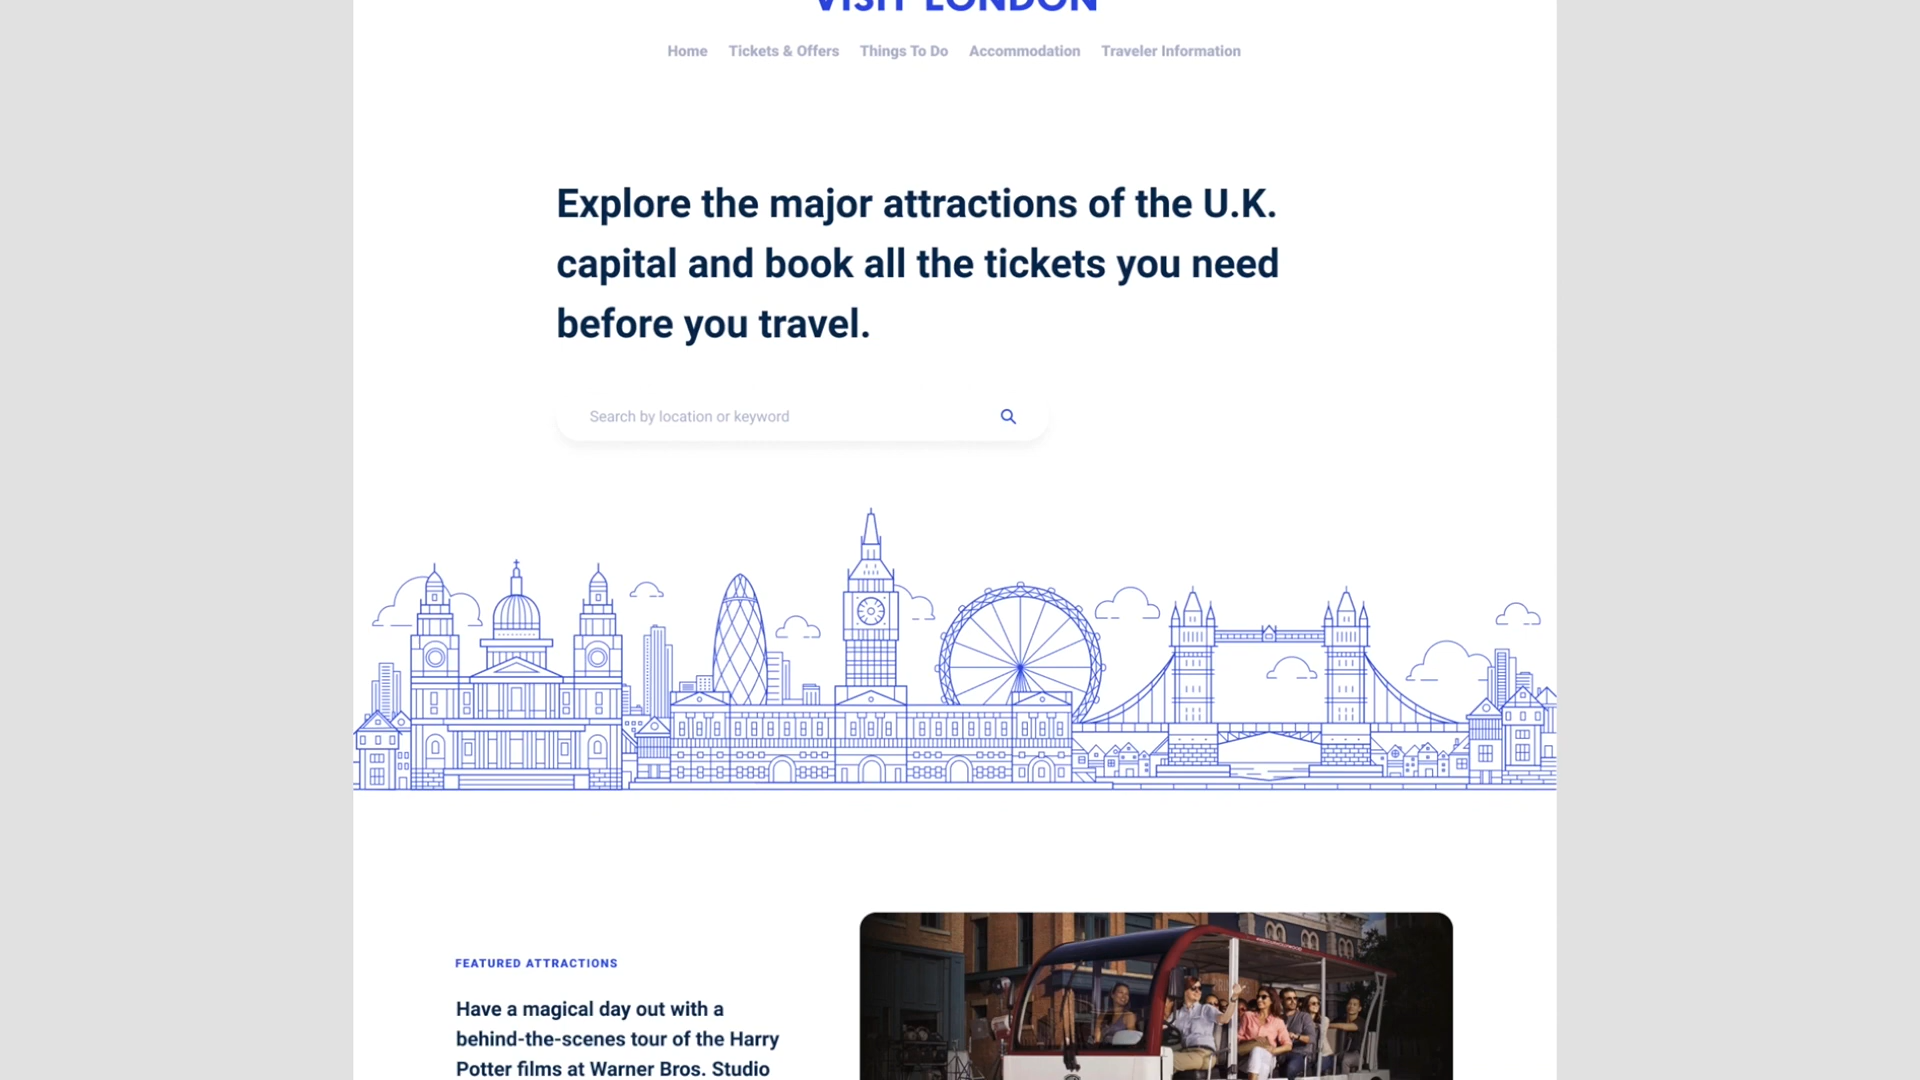 VISIT LONDON
Home Tickets & Offers Things To Do Accommodation Traveler Information
Explore the major attractions of the U.K.
capital and book all the tickets you need
before you travel.
Search by location or keyword
FEATURED ATTRACTIONS
Have a magical day out with a
behind-the-scenes tour of the Harry
Potter films at Warner Bros. Studio